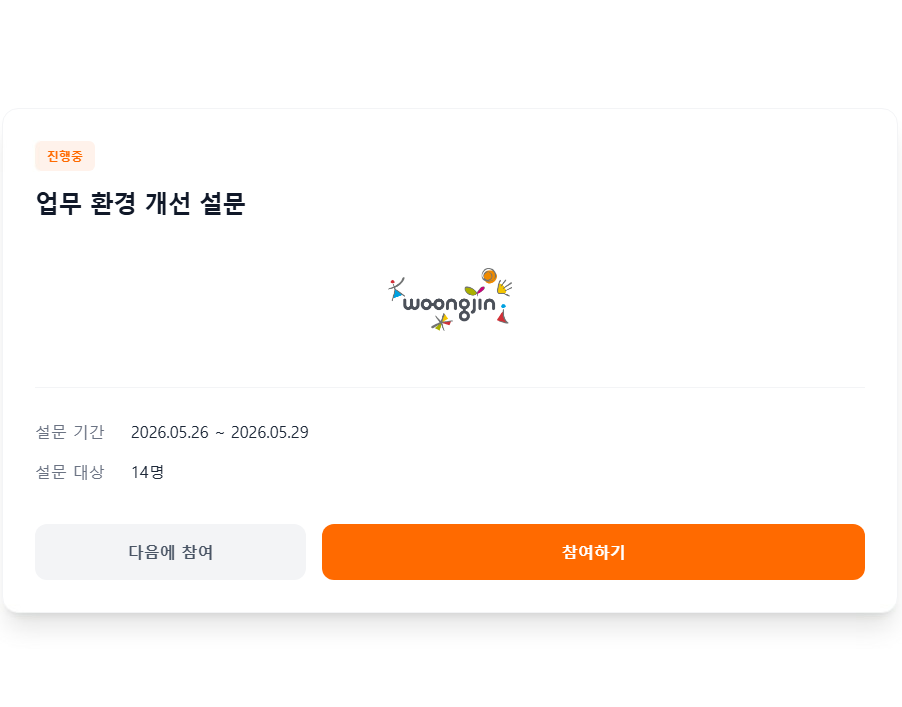 진행중
업무 환경 개선 설문
woongjin
설문 기간 2026.05.26 ~ 2026.05.29
설문 대상 14명
다음에 참여 참여하기